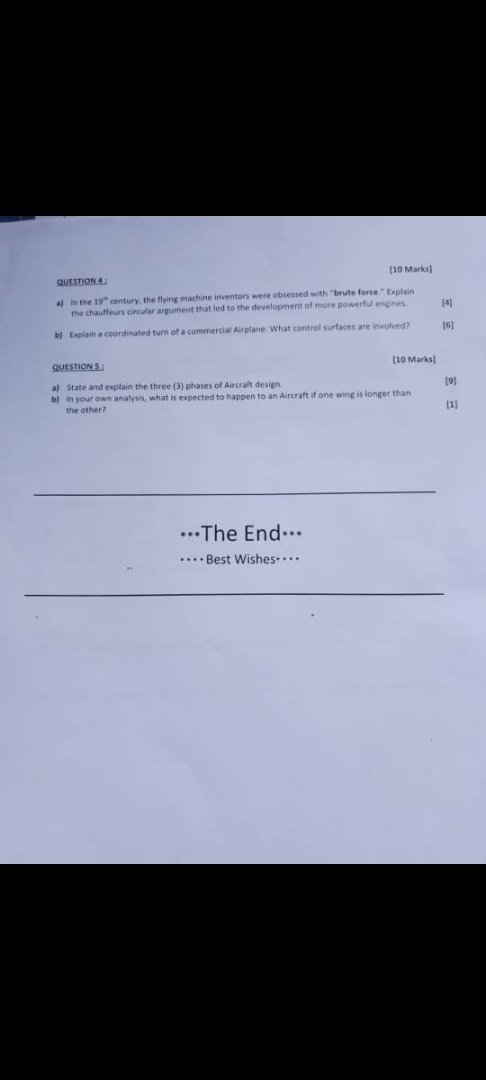 [10 Marks]
QUESTION 4 :
a) In the 19th century, the flying machine inventors were obsessed with "brute force." Explain
the chauffeurs circular argument that led to the development of more powerful engines. [4]
b) Explain a coordinated turn of a commercial Airplane. What control surfaces are involved? [6]
[10 Marks]
QUESTION 5 :
a) State and explain the three (3) phases of Aircraft design. [9]
b) In your own analysis, what is expected to happen to an Aircraft if one wing is longer than
the other? [1]
•••The End•••
••••Best Wishes••••